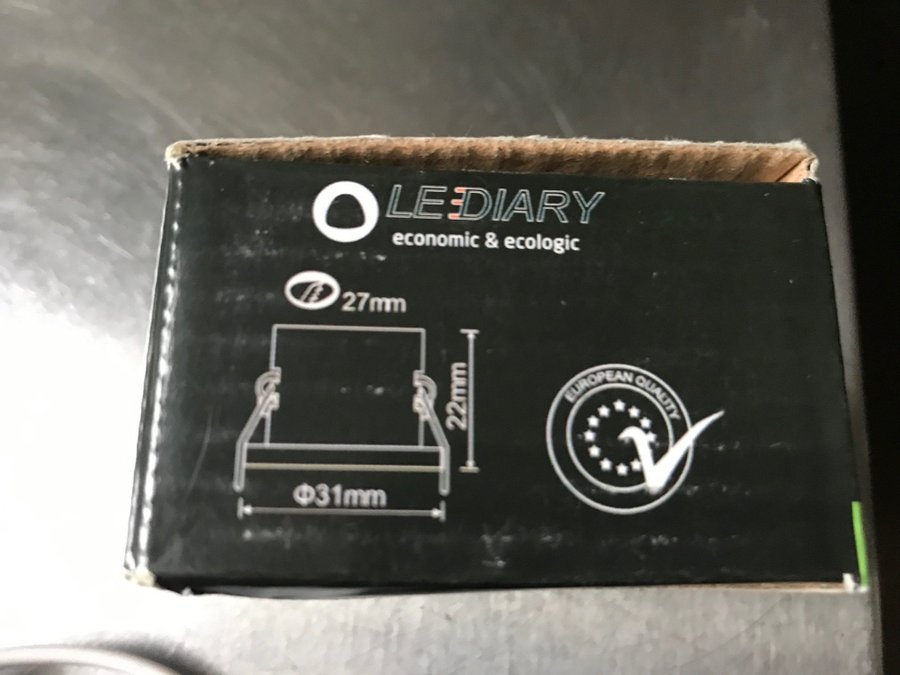 LEDIARY
economic & ecologic
27mm
22mm
Φ31mm
EUROPEAN QUALITY